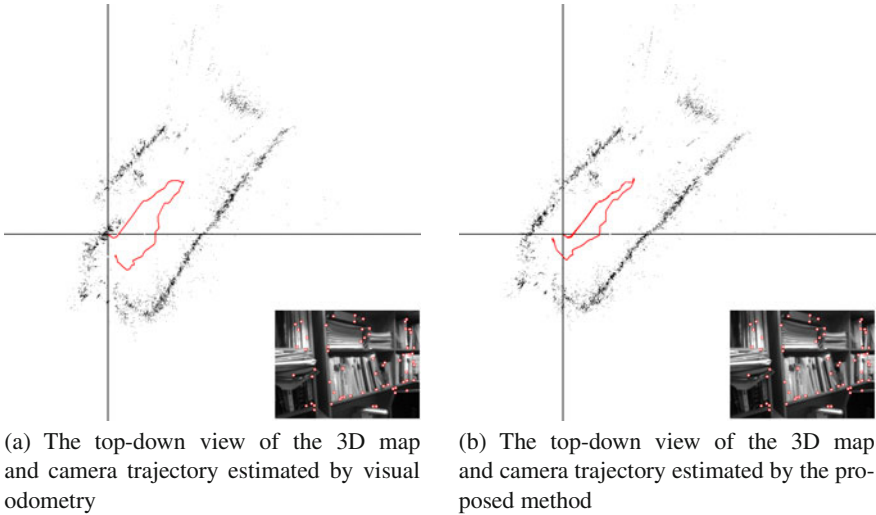 (a) The top-down view of the 3D map
and camera trajectory estimated by visual
odometry
(b) The top-down view of the 3D map
and camera trajectory estimated by the pro-
posed method